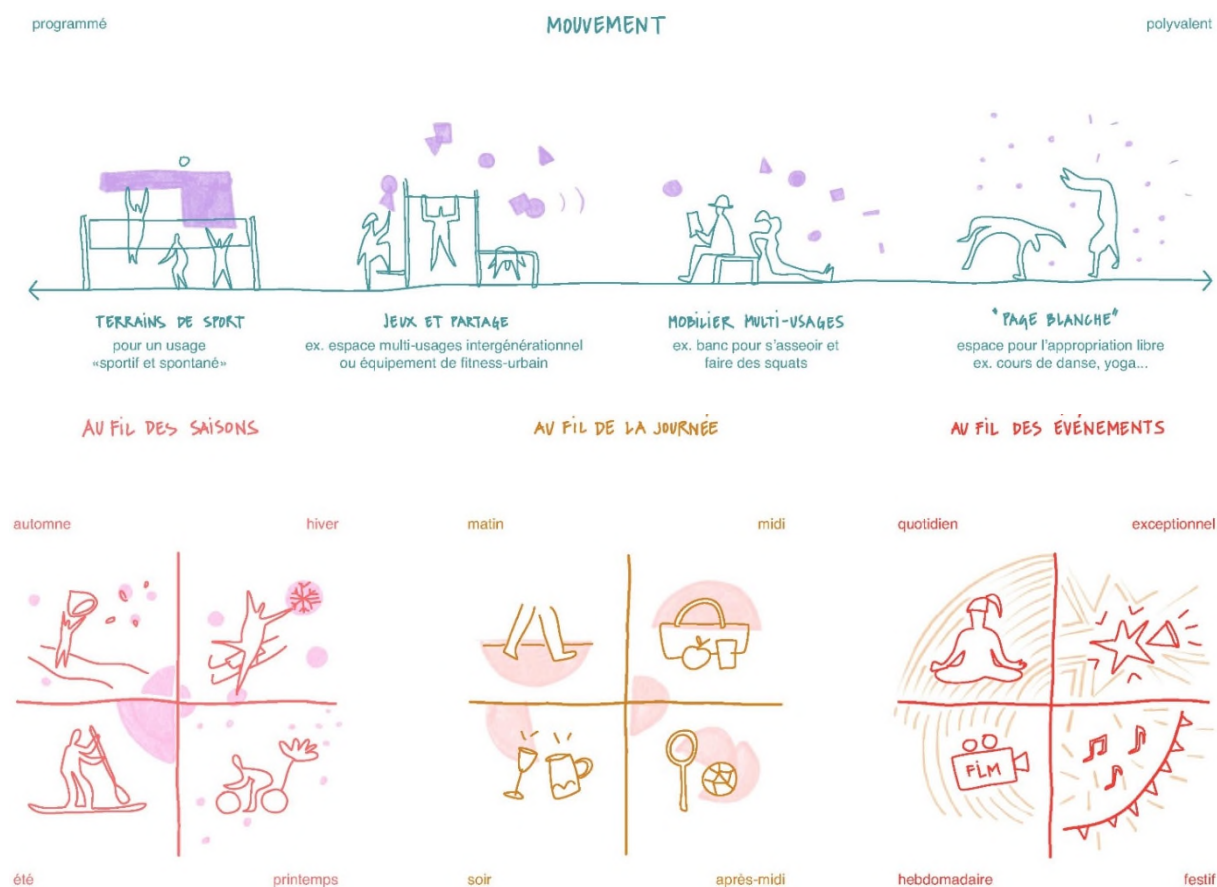 programmé
MOUVEMENT
polyvalent
TERRAINS DE SPORT
pour un usage
«sportif et spontané»
JEUX ET PARTAGE
ex. espace multi-usages intergénérationnel
ou équipement de fitness-urbain
MOBILIER MULTI-USAGES
ex. banc pour s'asseoir et
faire des squats
"PAGE BLANCHE"
espace pour l'appropriation libre
ex. cours de danse, yoga...
AU FIL DES SAISONS
AU FIL DE LA JOURNÉE
AU FIL DES ÉVÉNEMENTS
automne
hiver
matin
midi
quotidien
exceptionnel
FILM
été
printemps
soir
après-midi
hebdomadaire
festif